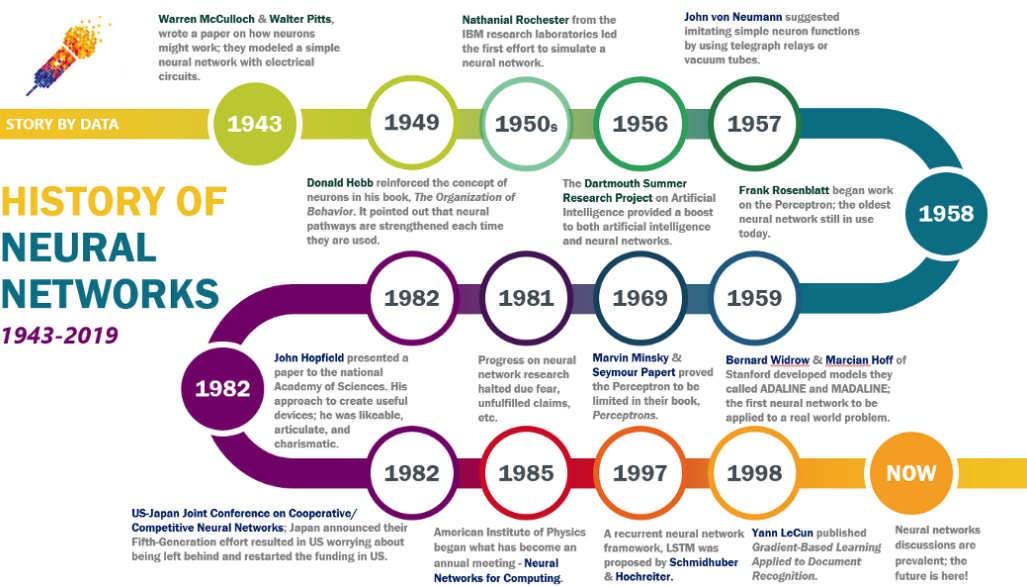 Warren McCulloch & Walter Pitts,
wrote a paper on how neurons
might work; they modeled a simple
neural network with electrical
circuits.
Nathanial Rochester from the
IBM research laboratories led
the first effort to simulate a
neural network.
John von Neumann suggested
imitating simple neuron functions
by using telegraph relays or
vacuum tubes.
STORY BY DATA
1943
1949
1950s
1956
1957
Donald Hebb reinforced the concept of
neurons in his book, The Organization of
Behavior. It pointed out that neural
pathways are strengthened each time
they are used.
The Dartmouth Summer
Research Project on Artificial
Intelligence provided a boost
to both artificial intelligence
and neural networks.
Frank Rosenblatt began work
on the Perceptron; the oldest
neural network still in use
today.
1958
HISTORY OF
NEURAL
NETWORKS
1943-2019
1982
1981
1969
1959
John Hopfield presented a
paper to the national
Academy of Sciences. His
approach to create useful
devices; he was likeable,
articulate, and
charismatic.
Progress on neural
network research
halted due fear,
unfulfilled claims,
etc.
Marvin Minsky &
Seymour Papert proved
the Perceptron to be
limited in their book,
Perceptrons.
Bernard Widrow & Marcian Hoff of
Stanford developed models they
called ADALINE and MADALINE;
the first neural network to be
applied to a real world problem.
1982
1982
1985
1997
1998
NOW
US-Japan Joint Conference on Cooperative/
Competitive Neural Networks; Japan announced their
Fifth-Generation effort resulted in US worrying about
being left behind and restarted the funding in US.
American Institute of Physics
began what has become an
annual meeting - Neural
Networks for Computing.
A recurrent neural network
framework, LSTM was
proposed by Schmidhuber
& Hochreiter.
Yann LeCun published
Gradient-Based Learning
Applied to Document
Recognition.
Neural networks
discussions are
prevalent; the
future is here!